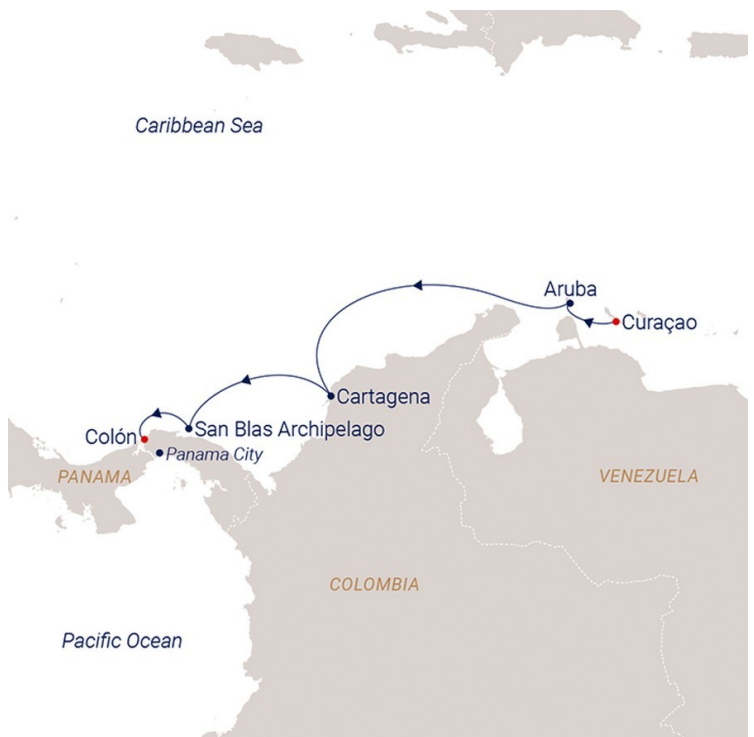 Caribbean Sea
Aruba
Curaçao
Cartagena
San Blas Archipelago
Colón
Panama City
PANAMA
VENEZUELA
COLOMBIA
Pacific Ocean